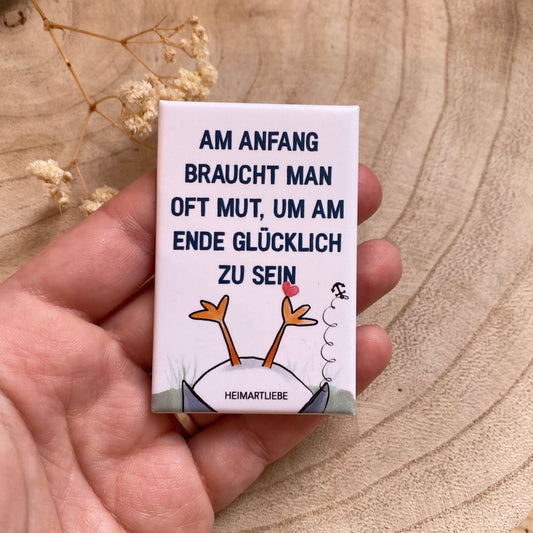 AM ANFANG
BRAUCHT MAN
OFT MUT, UM AM
ENDE GLÜCKLICH
ZU SEIN
HEIMARTLIEBE